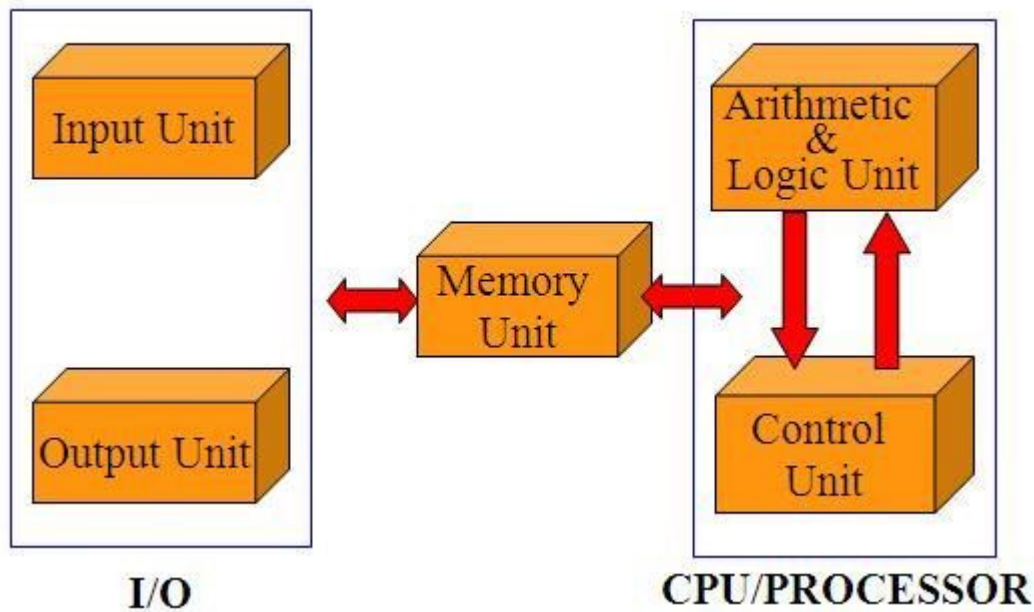 Input Unit
Output Unit
I/O
Memory
Unit
Arithmetic
&
Logic Unit
Control
Unit
CPU/PROCESSOR